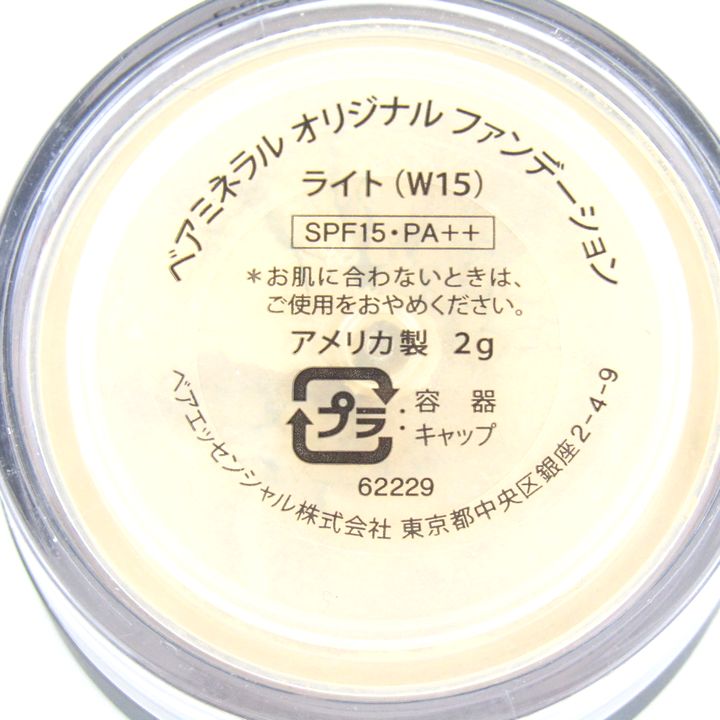 ベアミネラル オリジナル ファンデーション
ライト(W15)
SPF15・PA++
*お肌に合わないときは、
ご使用をおやめください。
アメリカ製 2g
プラ : 容器
キャップ
62229
ベアエッセンシャル株式会社 東京都中央区銀座2-4-9